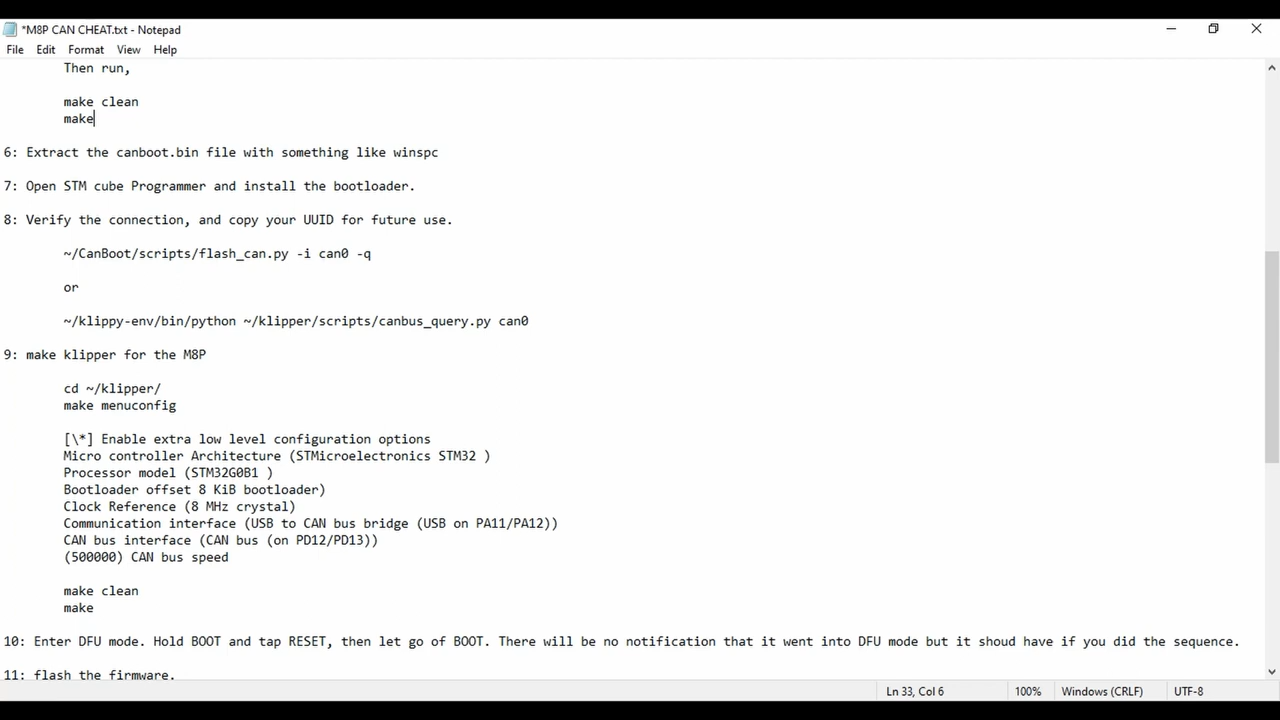 *M8P CAN CHEAT.txt - Notepad
File Edit Format View Help
Then run,
make clean
make
6: Extract the canboot.bin file with something like winspc
7: Open STM cube Programmer and install the bootloader.
8: Verify the connection, and copy your UUID for future use.
~/CanBoot/scripts/flash_can.py -i can0 -q
or
~/klippy-env/bin/python ~/klipper/scripts/canbus_query.py can0
9: make klipper for the M8P
cd ~/klipper/
make menuconfig
[\*] Enable extra low level configuration options
Micro controller Architecture (STMicroelectronics STM32 )
Processor model (STM32G0B1 )
Bootloader offset 8 KiB bootloader)
Clock Reference (8 MHz crystal)
Communication interface (USB to CAN bus bridge (USB on PA11/PA12))
CAN bus interface (CAN bus (on PD12/PD13))
(500000) CAN bus speed
make clean
make
10: Enter DFU mode. Hold BOOT and tap RESET, then let go of BOOT. There will be no notification that it went into DFU mode but it shoud have if you did the sequence.
11: flash the firmware.
Ln 33, Col 6 100% Windows (CRLF) UTF-8